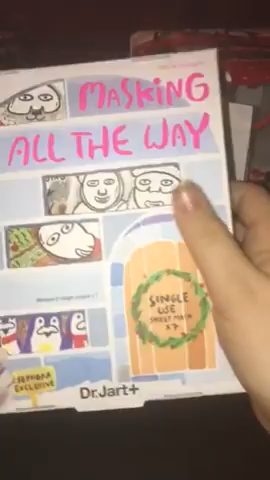 MASKING
ALL THE WAY
SINGLE
USE
SHEET MASK
X7
SEPHORA
EXCLUSIVE
Dr.Jart+